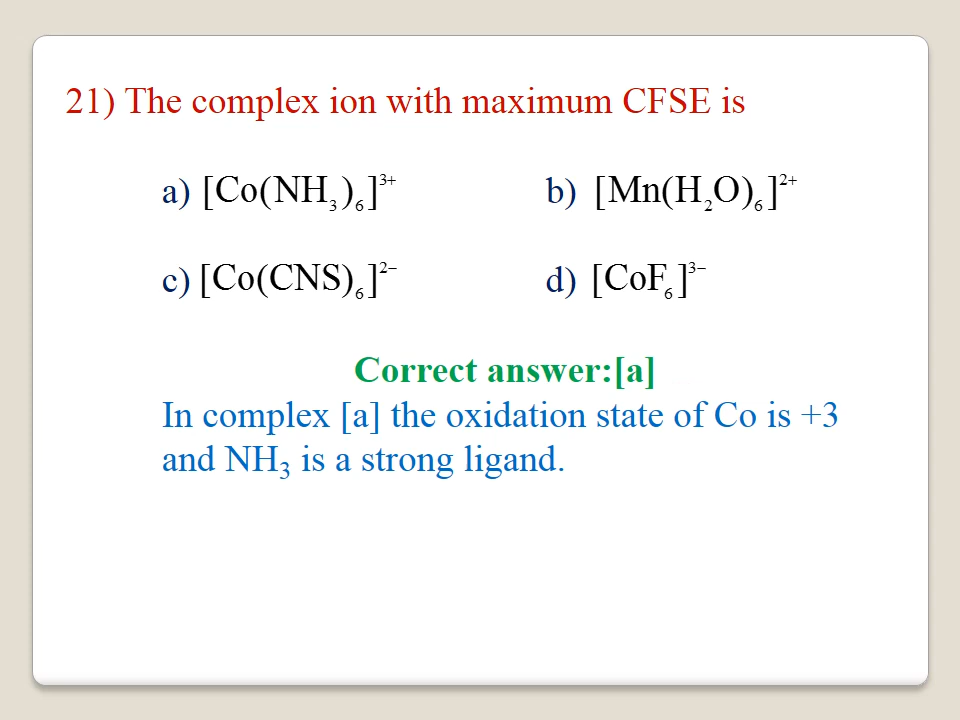 21) The complex ion with maximum CFSE is
a) [Co(NH₃)₆]³⁺ b) [Mn(H₂O)₆]²⁺
c) [Co(CNS)₆]²⁻ d) [CoF₆]³⁻
Correct answer:[a]
In complex [a] the oxidation state of Co is +3
and NH₃ is a strong ligand.